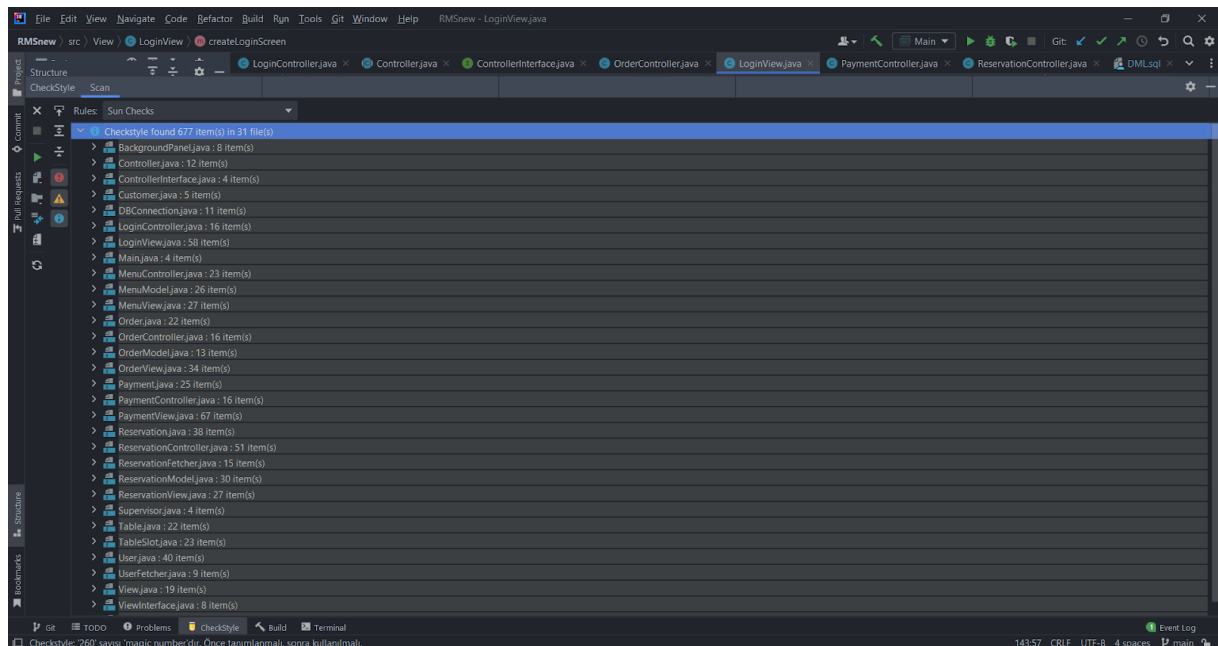 File Edit View Navigate Code Refactor Build Run Tools Git Window Help RMSnew - LoginView.java
RMSnew src View LoginView createLoginScreen Main Git:
Project
Structure
LoginController.java Controller.java ControllerInterface.java OrderController.java LoginView.java PaymentController.java ReservationController.java DML.sql
CheckStyle Scan
Rules: Sun Checks
Commit
Checkstyle found 677 item(s) in 31 file(s)
BackgroundPanel.java : 8 item(s)
Controller.java : 12 item(s)
ControllerInterface.java : 4 item(s)
Pull Requests
Customer.java : 5 item(s)
DBConnection.java : 11 item(s)
LoginController.java : 16 item(s)
LoginView.java : 58 item(s)
Main.java : 4 item(s)
MenuController.java : 23 item(s)
MenuModel.java : 26 item(s)
MenuView.java : 27 item(s)
Order.java : 22 item(s)
OrderController.java : 16 item(s)
OrderModel.java : 13 item(s)
OrderView.java : 34 item(s)
Payment.java : 25 item(s)
PaymentController.java : 16 item(s)
PaymentView.java : 67 item(s)
Reservation.java : 38 item(s)
ReservationController.java : 51 item(s)
ReservationFetcher.java : 15 item(s)
ReservationModel.java : 30 item(s)
ReservationView.java : 27 item(s)
Structure
Supervisor.java : 4 item(s)
Table.java : 22 item(s)
TableSlot.java : 23 item(s)
User.java : 40 item(s)
Bookmarks
UserFetcher.java : 9 item(s)
View.java : 19 item(s)
ViewInterface.java : 8 item(s)
Git TODO Problems CheckStyle Build Terminal 1 Event Log
Checkstyle: '260' sayısı 'magic number'dır. Önce tanımlanmalı, sonra kullanılmalı. 143:57 CRLF UTF-8 4 spaces main